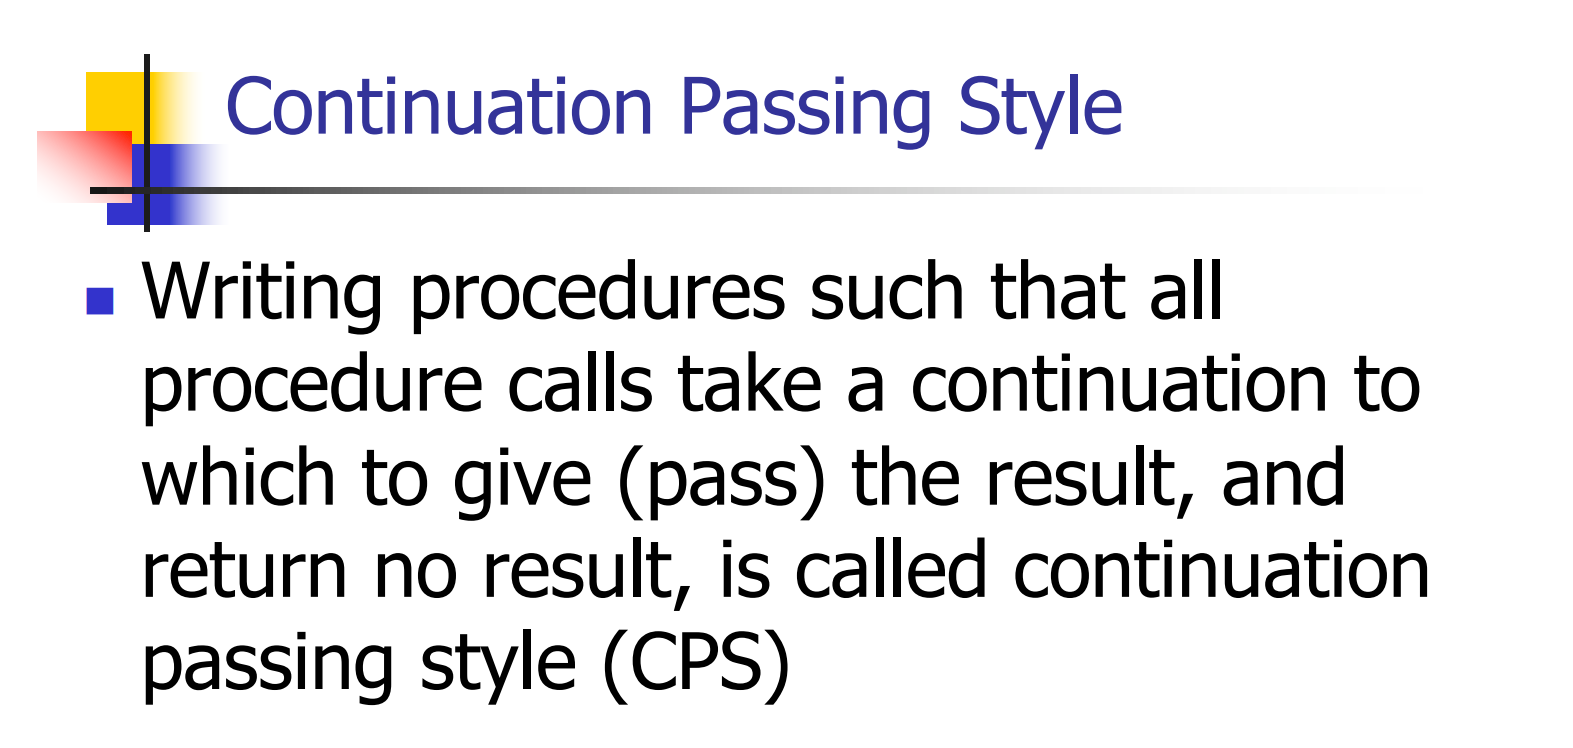 Continuation Passing Style
Writing procedures such that all
procedure calls take a continuation to
which to give (pass) the result, and
return no result, is called continuation
passing style (CPS)